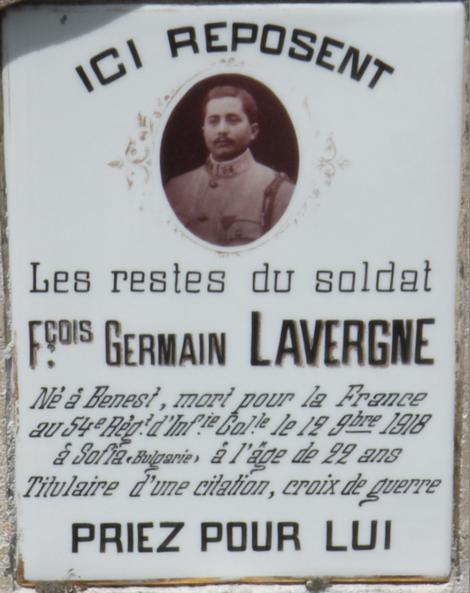 ICI REPOSENT
Les restes du soldat
Fçois GERMAIN LAVERGNE
Né à Benest, mort pour la France
au 54e Régt d'Infie Colle le 12 9bre 1918
à Sofia (Bulgarie) à l'âge de 22 ans
Titulaire d'une citation, croix de guerre
PRIEZ POUR LUI